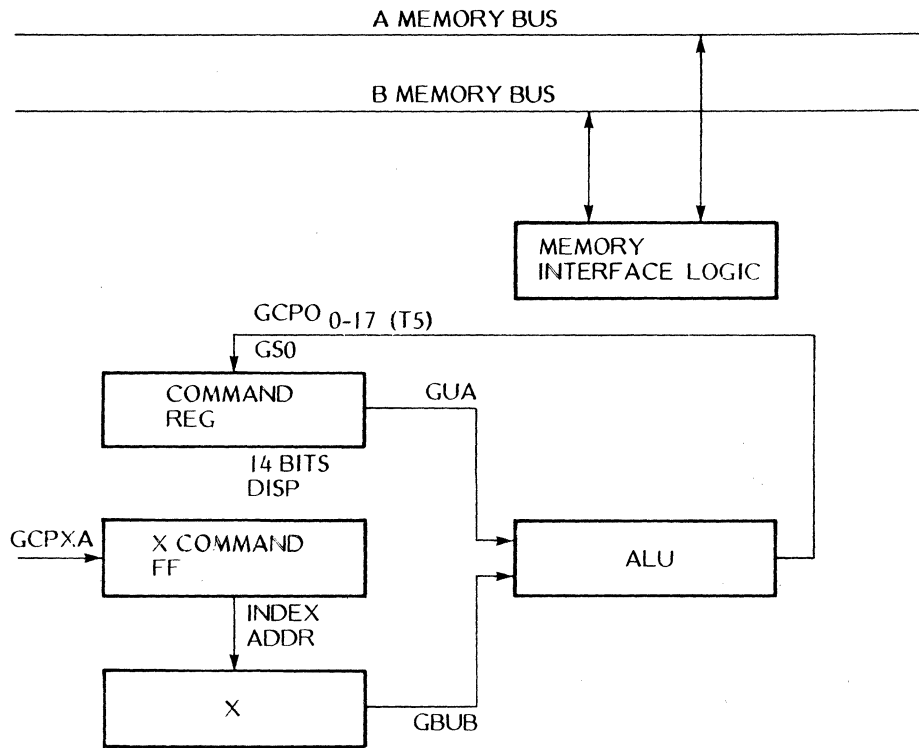 A MEMORY BUS
B MEMORY BUS
MEMORY
INTERFACE LOGIC
GCPO 0-17 (T5)
GS0
COMMAND
REG
GUA
14 BITS
DISP
GCPXA
X COMMAND
FF
ALU
INDEX
ADDR
X
GBUB